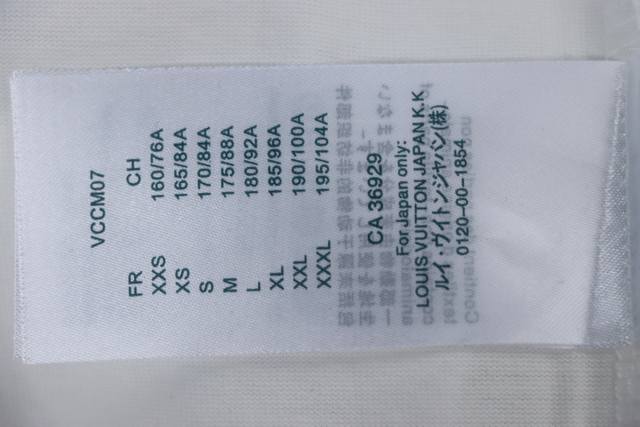 VCCM07
FR CH
XXS 160/76A
XS 165/84A
S 170/84A
M 175/88A
L 180/92A
XL 185/96A
XXL 190/100A
XXXL 195/104A
CA 36929
For Japan only:
LOUIS VUITTON JAPAN K.K.
ルイ・ヴィトンジャパン(株)
0120-00-1854